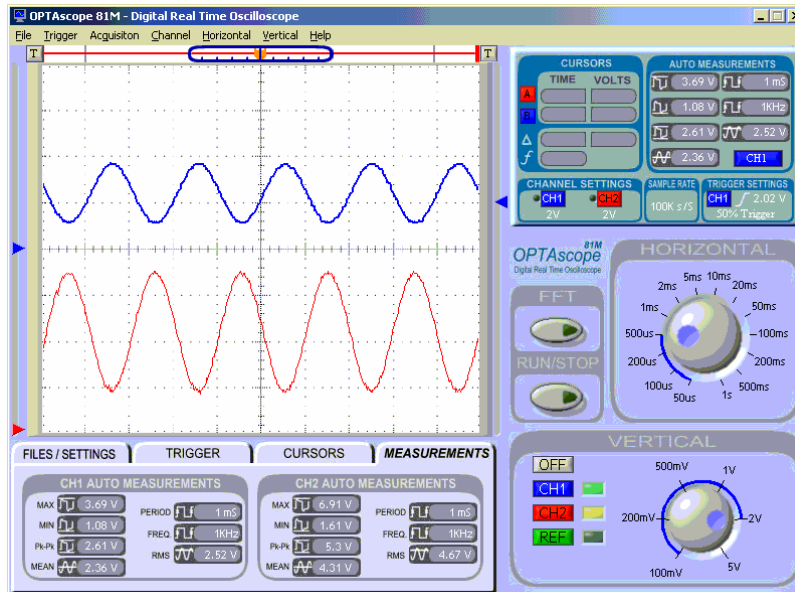 OPTAscope 81M - Digital Real Time Oscilloscope
File Trigger Acquisiton Channel Horizontal Vertical Help
T T
CURSORS
TIME VOLTS
A
B
Δ
f
AUTO MEASUREMENTS
3.69 V 1 mS
1.08 V 1KHz
2.61 V 2.52 V
2.36 V CH1
CHANNEL SETTINGS
CH1 CH2
2V 2V
SAMPLE RATE
100K s/S
TRIGGER SETTINGS
CH1 2.02 V
50% Trigger
81M
OPTAscope
Digital Real Time Oscilloscope
FFT
RUN/STOP
HORIZONTAL
50us
100us
200us
500us
1ms
2ms
5ms
10ms
20ms
50ms
100ms
200ms
500ms
1s
FILES / SETTINGS TRIGGER CURSORS MEASUREMENTS
CH1 AUTO MEASUREMENTS
MAX 3.69 V
MIN 1.08 V
Pk-Pk 2.61 V
MEAN 2.36 V
PERIOD 1 mS
FREQ. 1KHz
RMS 2.52 V
CH2 AUTO MEASUREMENTS
MAX 6.91 V
MIN 1.61 V
Pk-Pk 5.3 V
MEAN 4.31 V
PERIOD 1 mS
FREQ. 1KHz
RMS 4.67 V
VERTICAL
OFF
CH1
CH2
REF
100mV
200mV
500mV
1V
2V
5V